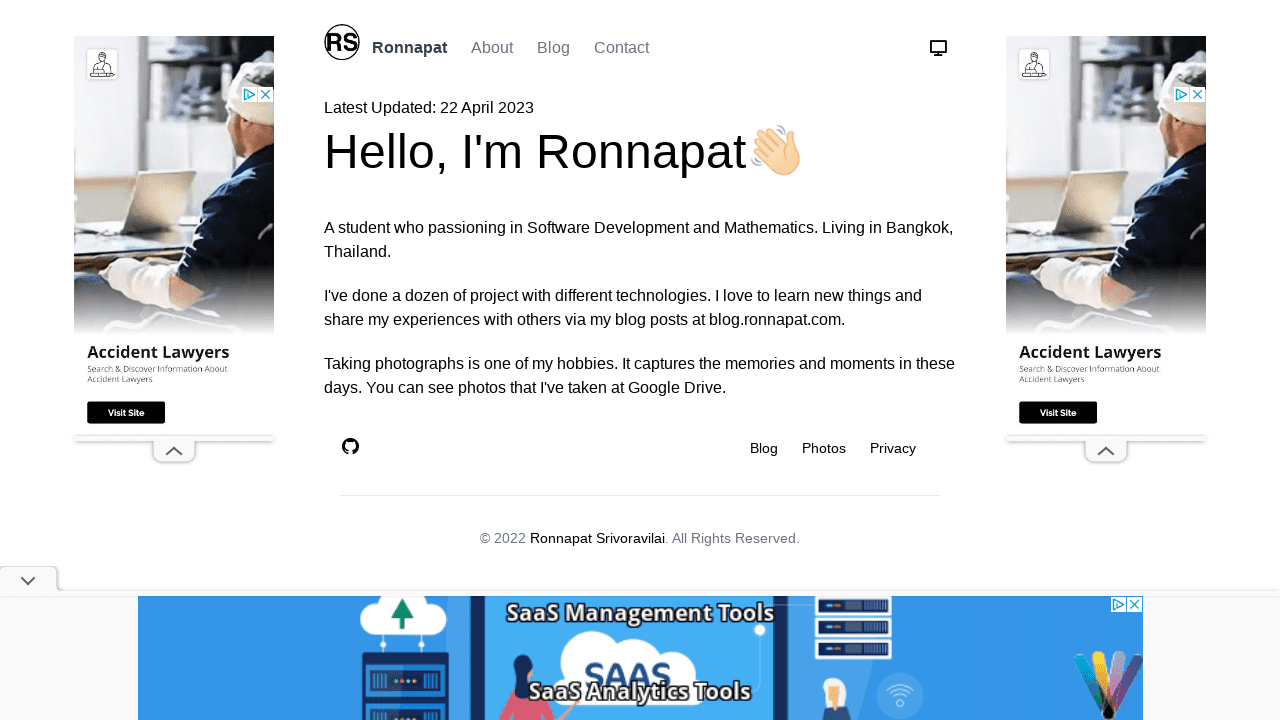 RS Ronnapat About Blog Contact
Latest Updated: 22 April 2023
Hello, I'm Ronnapat
A student who passioning in Software Development and Mathematics. Living in Bangkok,
Thailand.
I've done a dozen of project with different technologies. I love to learn new things and
share my experiences with others via my blog posts at blog.ronnapat.com.
Taking photographs is one of my hobbies. It captures the memories and moments in these
days. You can see photos that I've taken at Google Drive.
Blog Photos Privacy
© 2022 Ronnapat Srivoravilai. All Rights Reserved.
Accident Lawyers
Search & Discover Information About
Accident Lawyers
Visit Site
Accident Lawyers
Search & Discover Information About
Accident Lawyers
Visit Site
SaaS Management Tools
SAAS
SaaS Analytics Tools